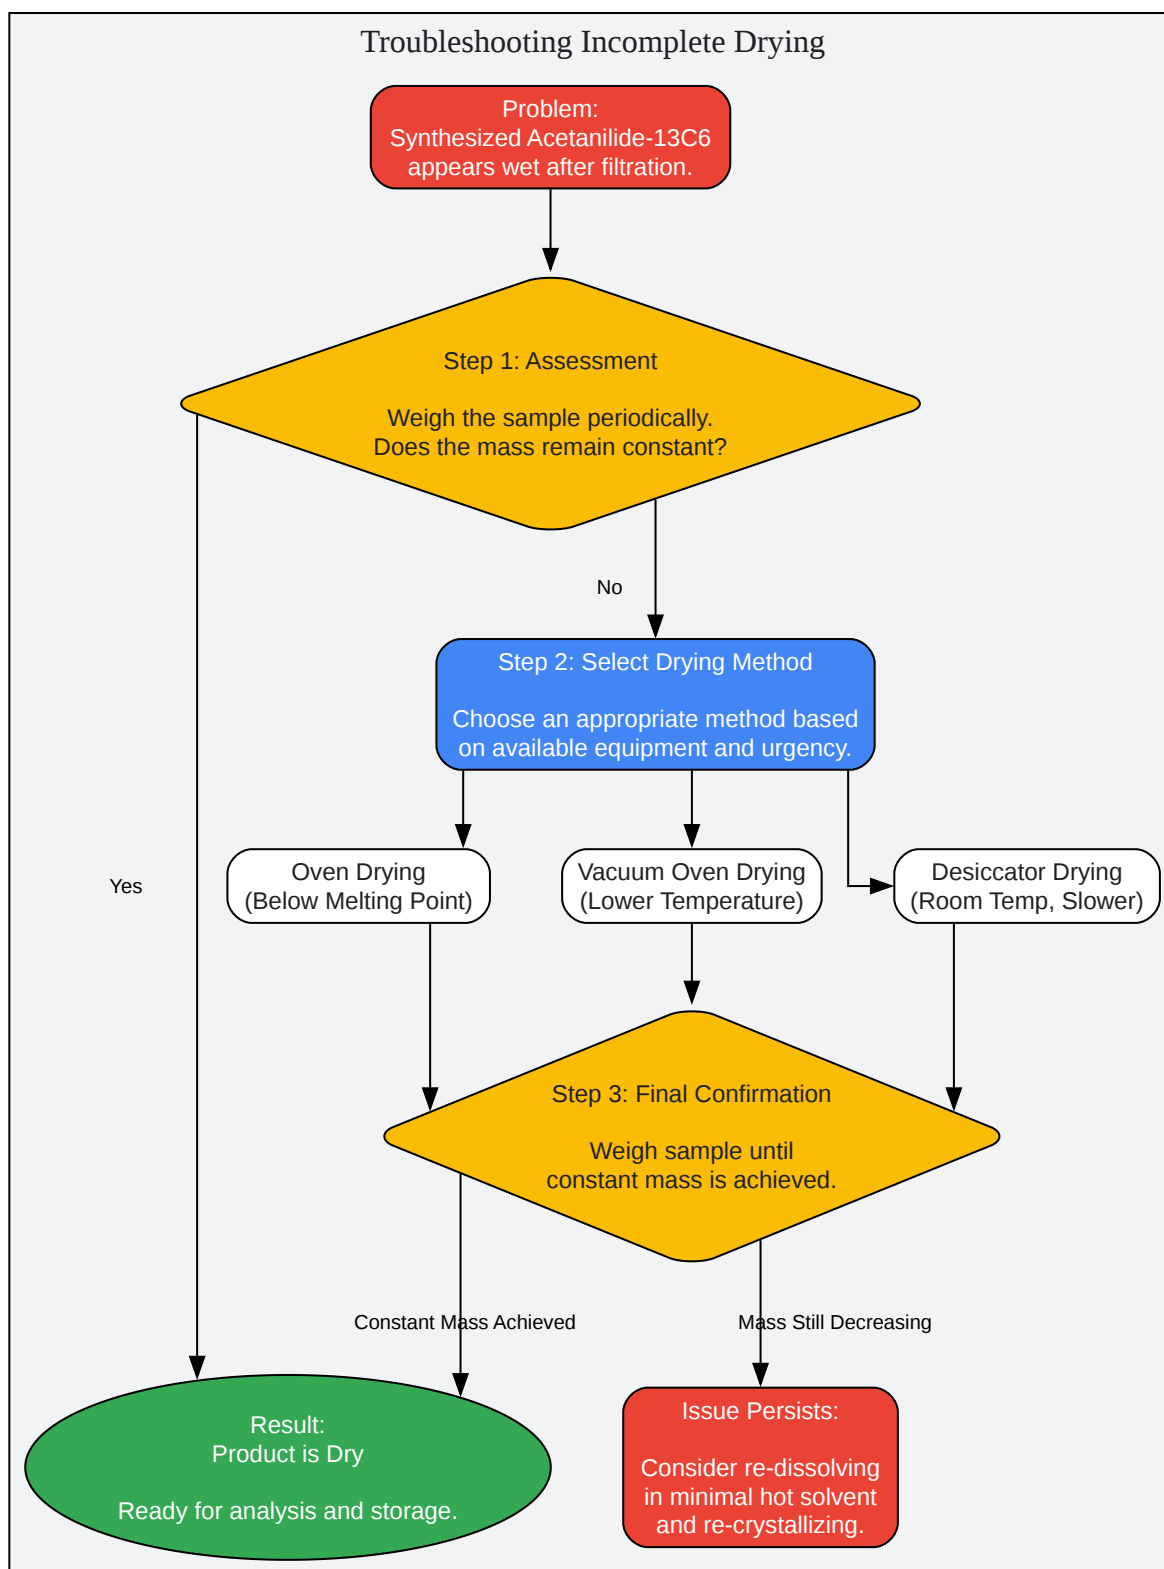 Troubleshooting Incomplete Drying
Problem:
Synthesized Acetanilide-13C6
appears wet after filtration.
Step 1: Assessment
Weigh the sample periodically.
Does the mass remain constant?
No
Step 2: Select Drying Method
Choose an appropriate method based
on available equipment and urgency.
Yes
Oven Drying
(Below Melting Point)
Vacuum Oven Drying
(Lower Temperature)
Desiccator Drying
(Room Temp, Slower)
Step 3: Final Confirmation
Weigh sample until
constant mass is achieved.
Constant Mass Achieved
Mass Still Decreasing
Result:
Product is Dry
Ready for analysis and storage.
Issue Persists:
Consider re-dissolving
in minimal hot solvent
and re-crystallizing.